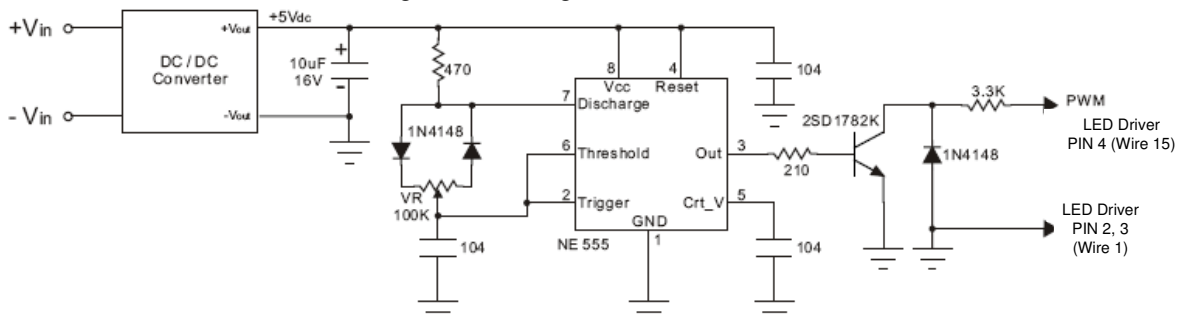 +Vin
- Vin
DC / DC
Converter
+Vout
-Vout
+5Vdc
10uF
16V
+
-
470
1N4148
VR
100K
104
7
Discharge
6
Threshold
2
Trigger
8
Vcc
4
Reset
Out
3
Crt_V
5
GND
1
NE 555
104
104
210
2SD1782K
1N4148
3.3K
PWM
LED Driver
PIN 4 (Wire 15)
LED Driver
PIN 2, 3
(Wire 1)